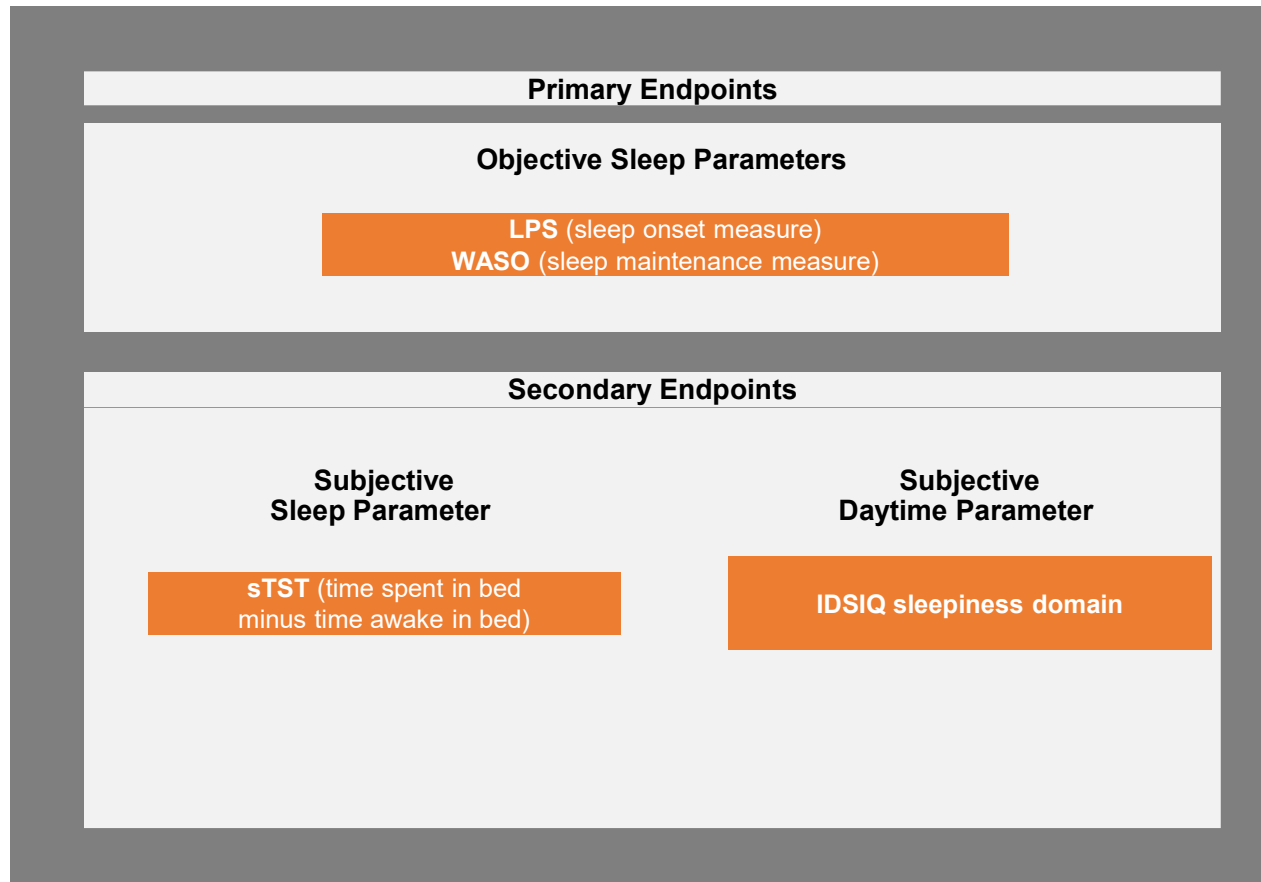 Primary Endpoints
Objective Sleep Parameters
LPS (sleep onset measure)
WASO (sleep maintenance measure)
Secondary Endpoints
Subjective
Sleep Parameter
sTST (time spent in bed
minus time awake in bed)
Subjective
Daytime Parameter
IDSIQ sleepiness domain